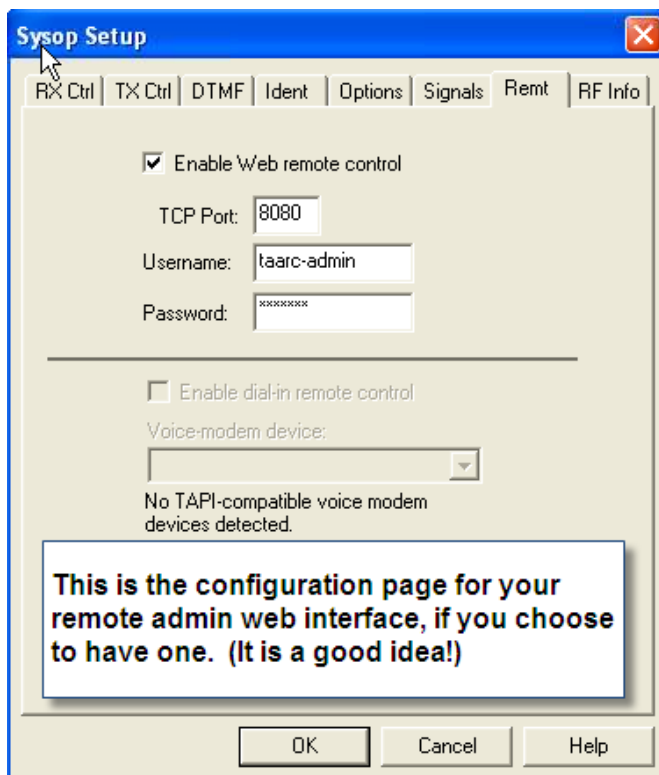 Sysop Setup
RX Ctrl TX Ctrl DTMF Ident Options Signals Remt RF Info
Enable Web remote control
TCP Port: 8080
Username: taarc-admin
Password: xxxxxxx
Enable dial-in remote control
Voice-modem device:
No TAPI-compatible voice modem
devices detected.
This is the configuration page for your
remote admin web interface, if you choose
to have one. (It is a good idea!)
OK Cancel Help